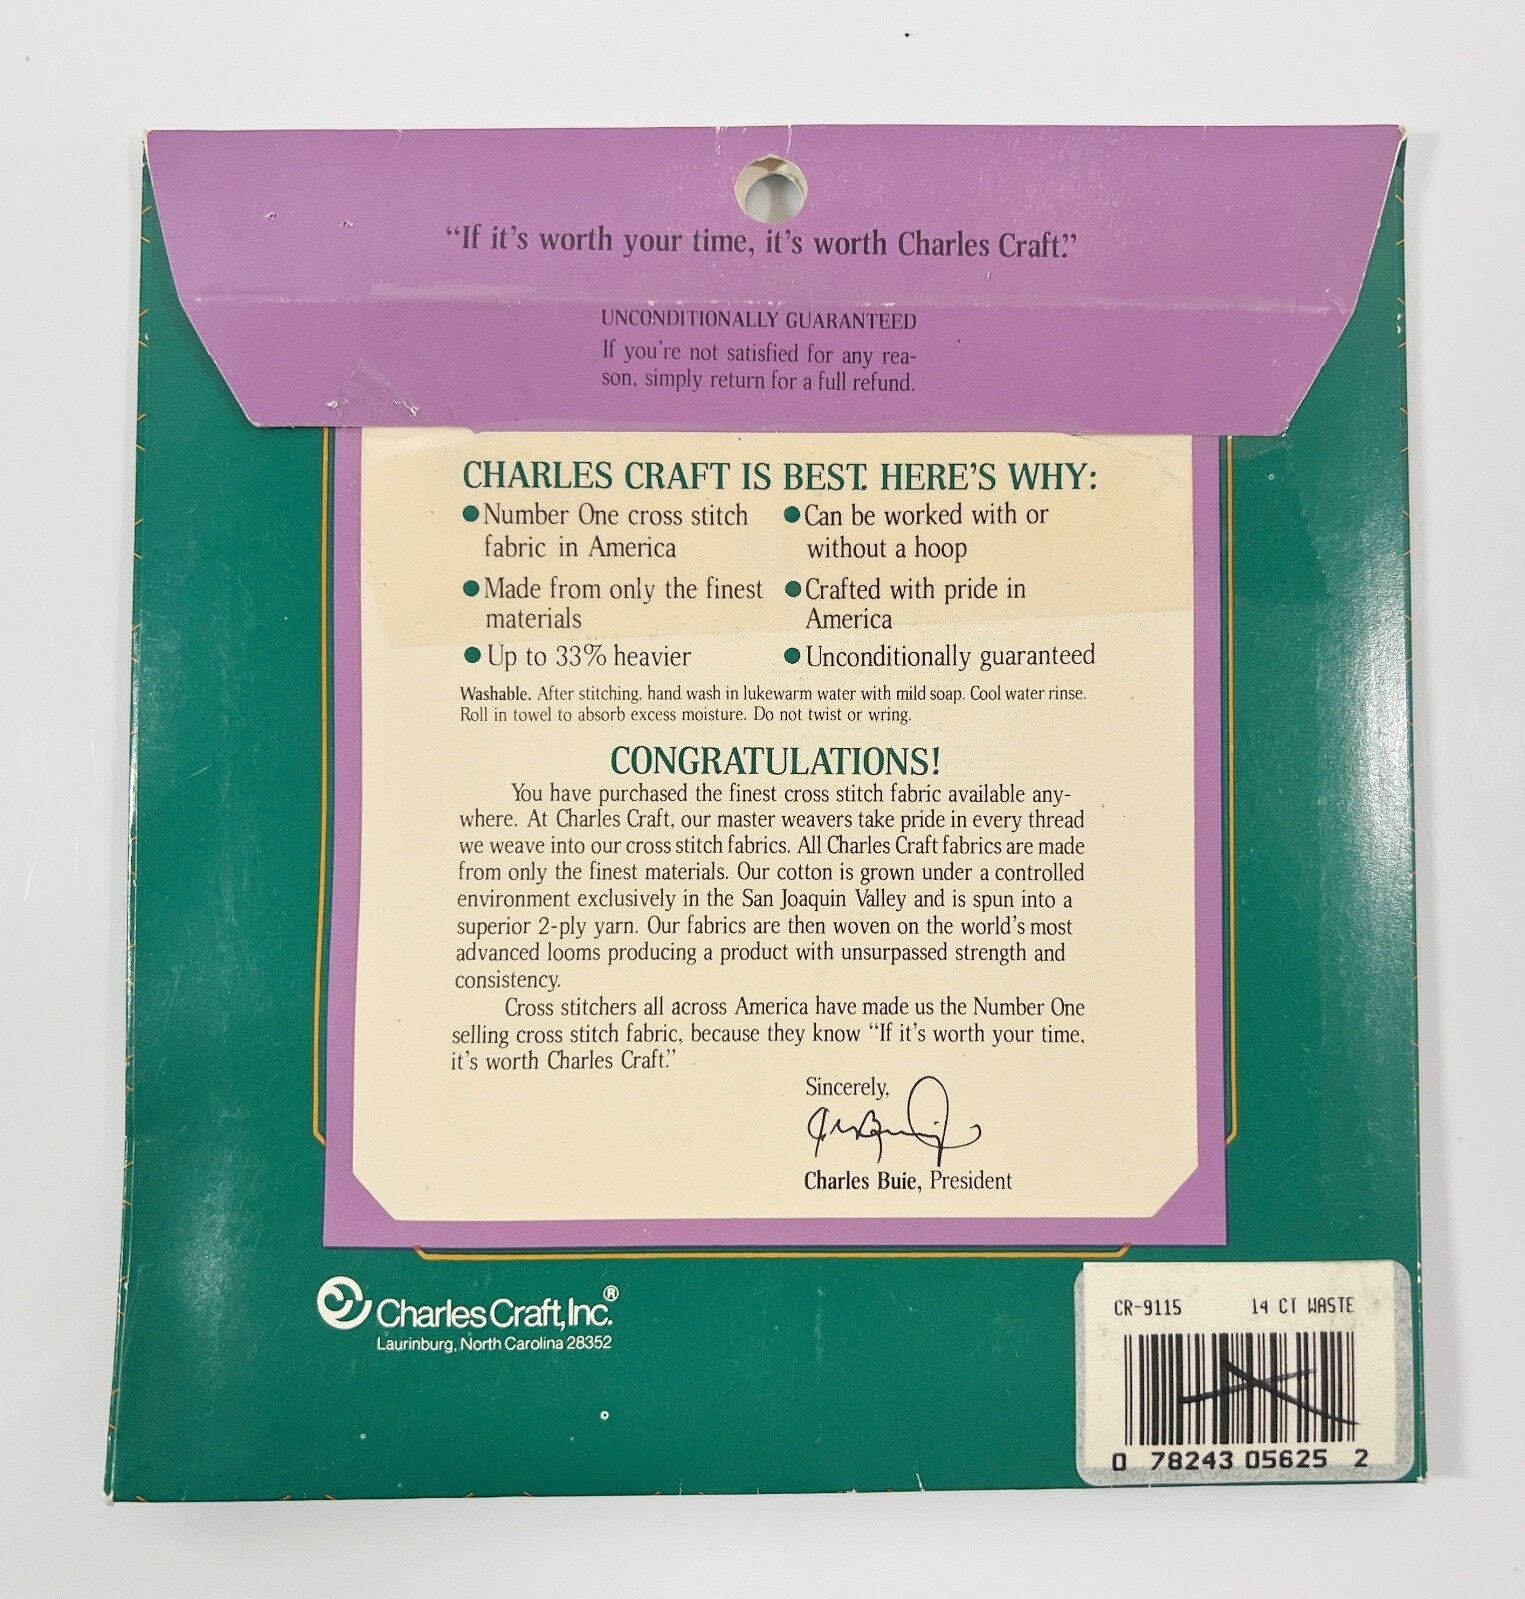 “If it’s worth your time, it’s worth Charles Craft.”
UNCONDITIONALLY GUARANTEED
If you’re not satisfied for any rea-
son, simply return for a full refund.
CHARLES CRAFT IS BEST. HERE’S WHY:
● Number One cross stitch
fabric in America
● Made from only the finest
materials
● Up to 33% heavier
● Can be worked with or
without a hoop
● Crafted with pride in
America
● Unconditionally guaranteed
Washable. After stitching, hand wash in lukewarm water with mild soap. Cool water rinse.
Roll in towel to absorb excess moisture. Do not twist or wring.
CONGRATULATIONS!
You have purchased the finest cross stitch fabric available any-
where. At Charles Craft, our master weavers take pride in every thread
we weave into our cross stitch fabrics. All Charles Craft fabrics are made
from only the finest materials. Our cotton is grown under a controlled
environment exclusively in the San Joaquin Valley and is spun into a
superior 2-ply yarn. Our fabrics are then woven on the world’s most
advanced looms producing a product with unsurpassed strength and
consistency.
Cross stitchers all across America have made us the Number One
selling cross stitch fabric, because they know “If it’s worth your time,
it’s worth Charles Craft.”
Sincerely,
Charles Buie, President
Charles Craft, Inc.®
Laurinburg, North Carolina 28352
CR-9115 14 CT WASTE
0 78243 05625 2